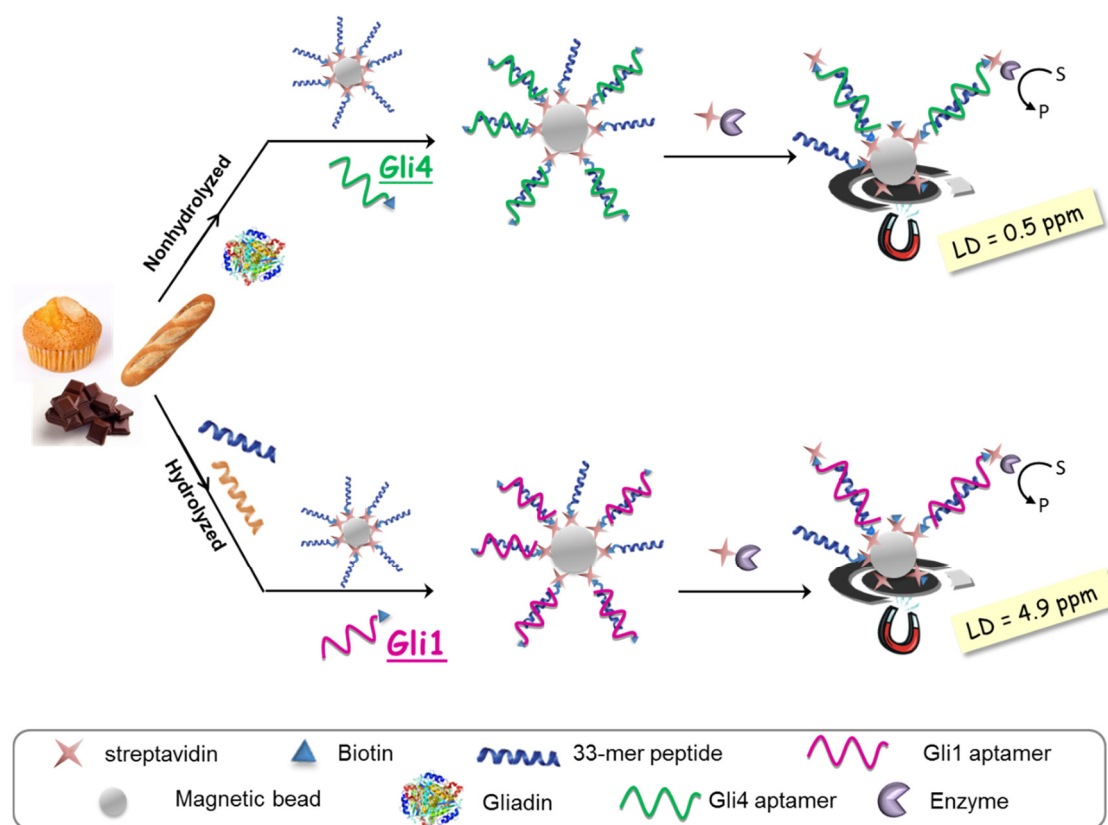 Nonhydrolyzed
Gli4
S
P
LD = 0.5 ppm
Hydrolyzed
Gli1
S
P
LD = 4.9 ppm
streptavidin
Biotin
33-mer peptide
Gli1 aptamer
Magnetic bead
Gliadin
Gli4 aptamer
Enzyme